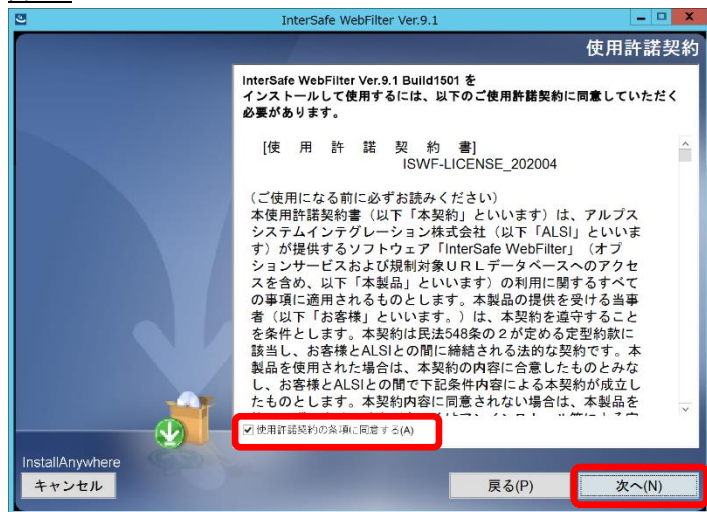 InterSafe WebFilter Ver.9.1
使用許諾契約
InterSafe WebFilter Ver.9.1 Build1501 を
インストールして使用するには、以下のご使用許諾契約に同意していただく
必要があります。
[使 用 許 諾 契 約 書]
ISWF-LICENSE_202004
（ご使用になる前に必ずお読みください）
本使用許諾契約書（以下「本契約」といいます）は、アルプス
システムインテグレーション株式会社（以下「ALSI」といいま
す）が提供するソフトウェア「InterSafe WebFilter」（オプ
ションサービスおよび規制対象ＵＲＬデータベースへのアクセ
スを含め、以下「本製品」といいます）の利用に関するすべて
の事項に適用されるものとします。本製品の提供を受ける当事
者（以下「お客様」といいます。）は、本契約を遵守すること
を条件とします。本契約は民法548条の２が定める定型約款に
該当し、お客様とALSIとの間に締結される法的な契約です。本
製品を使用された場合は、本契約の内容に合意したものとみな
し、お客様とALSIとの間で下記条件内容による本契約が成立し
たものとします。本契約内容に同意されない場合は、本製品を
使用許諾契約の条項に同意する(A)
InstallAnywhere
キャンセル
戻る(P)
次へ(N)